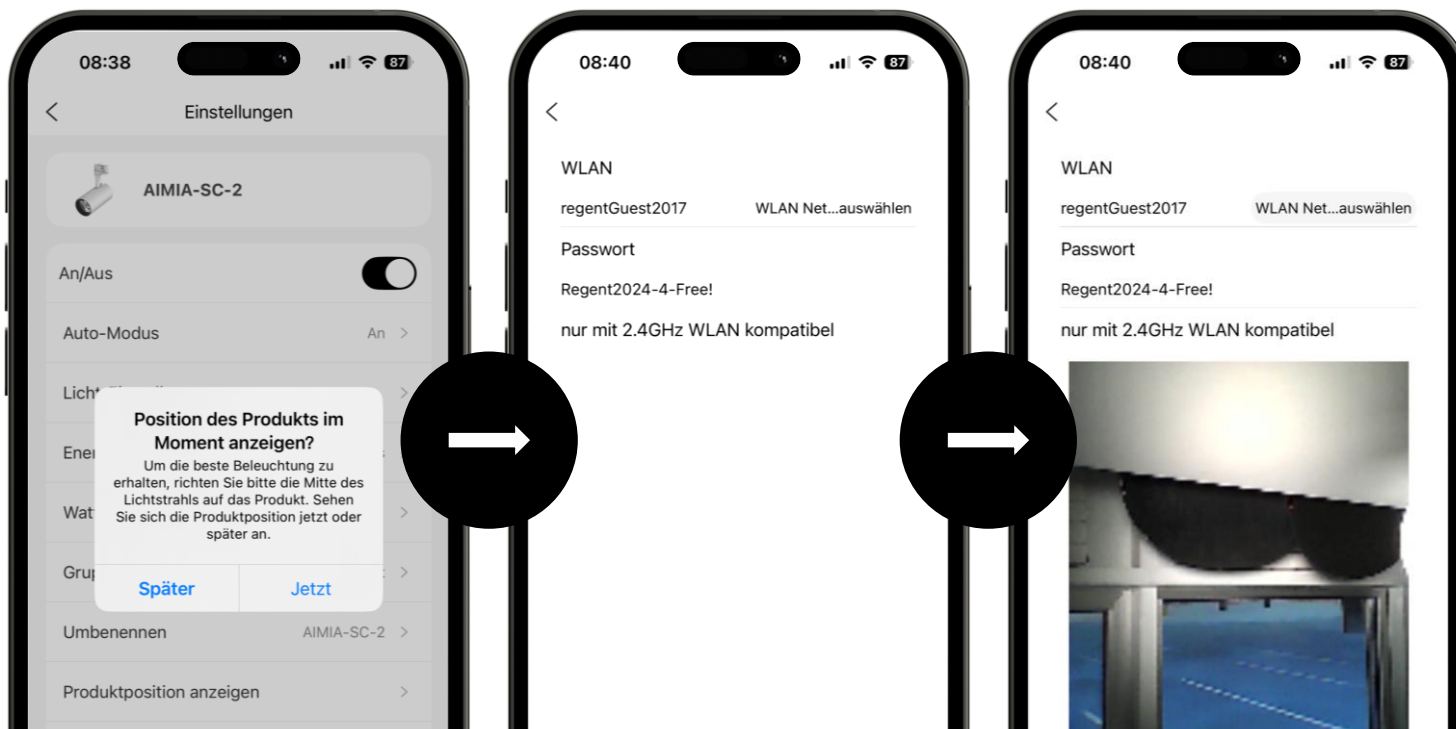 08:38
87
Einstellungen
AIMIA-SC-2
An/Aus
Auto-Modus
An
Licht
Position des Produkts im
Moment anzeigen?
Um die beste Beleuchtung zu
erhalten, richten Sie bitte die Mitte des
Lichtstrahls auf das Produkt. Sehen
Sie sich die Produktposition jetzt oder
später an.
Später
Jetzt
Ener
Wat
Grup
Umbenennen
AIMIA-SC-2
Produktposition anzeigen
08:40
87
WLAN
regentGuest2017
WLAN Net...auswählen
Passwort
Regent2024-4-Free!
nur mit 2.4GHz WLAN kompatibel
08:40
87
WLAN
regentGuest2017
WLAN Net...auswählen
Passwort
Regent2024-4-Free!
nur mit 2.4GHz WLAN kompatibel